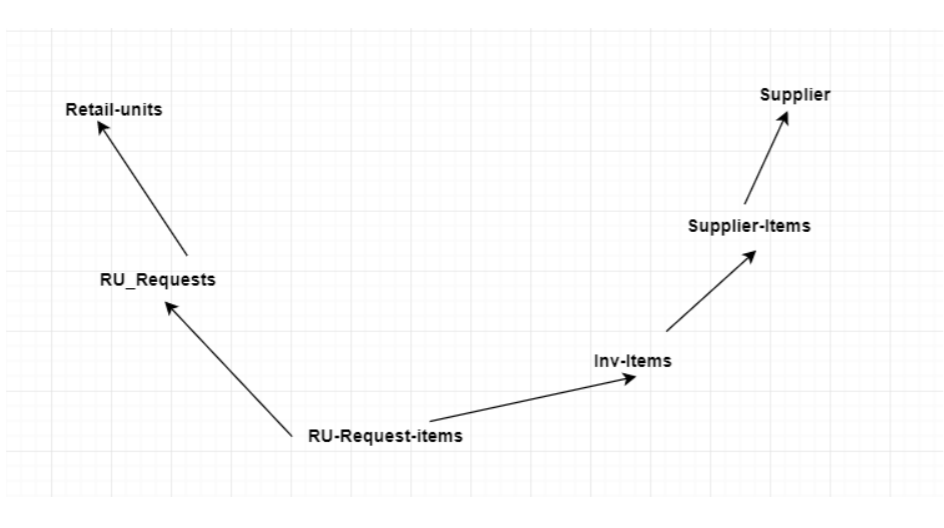 Supplier
Retail-units
Supplier-Items
RU_Requests
Inv-Items
RU-Request-items